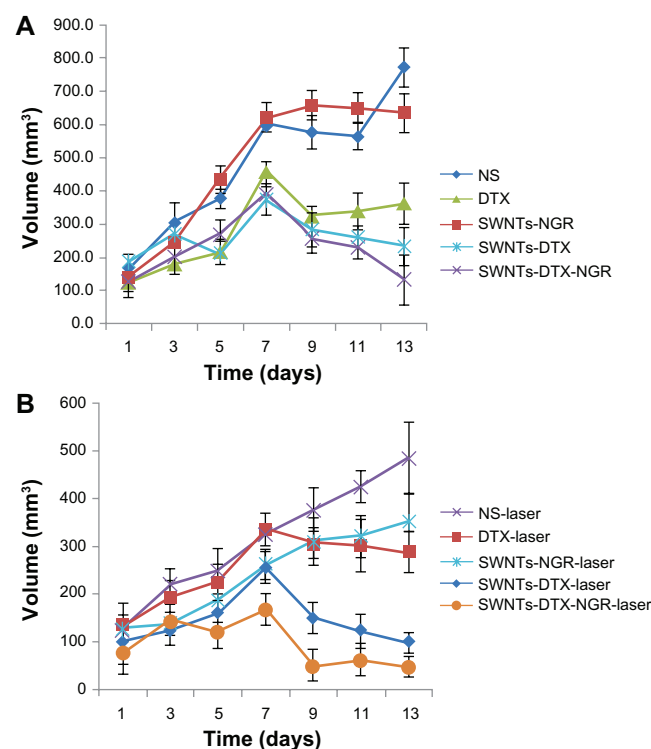 A
Volume (mm³)
900.0
800.0
700.0
600.0
500.0
400.0
300.0
200.0
100.0
0.0
1 3 5 7 9 11 13
Time (days)
NS
DTX
SWNTs-NGR
SWNTs-DTX
SWNTs-DTX-NGR
B
Volume (mm³)
600
500
400
300
200
100
0
1 3 5 7 9 11 13
Time (days)
NS-laser
DTX-laser
SWNTs-NGR-laser
SWNTs-DTX-laser
SWNTs-DTX-NGR-laser